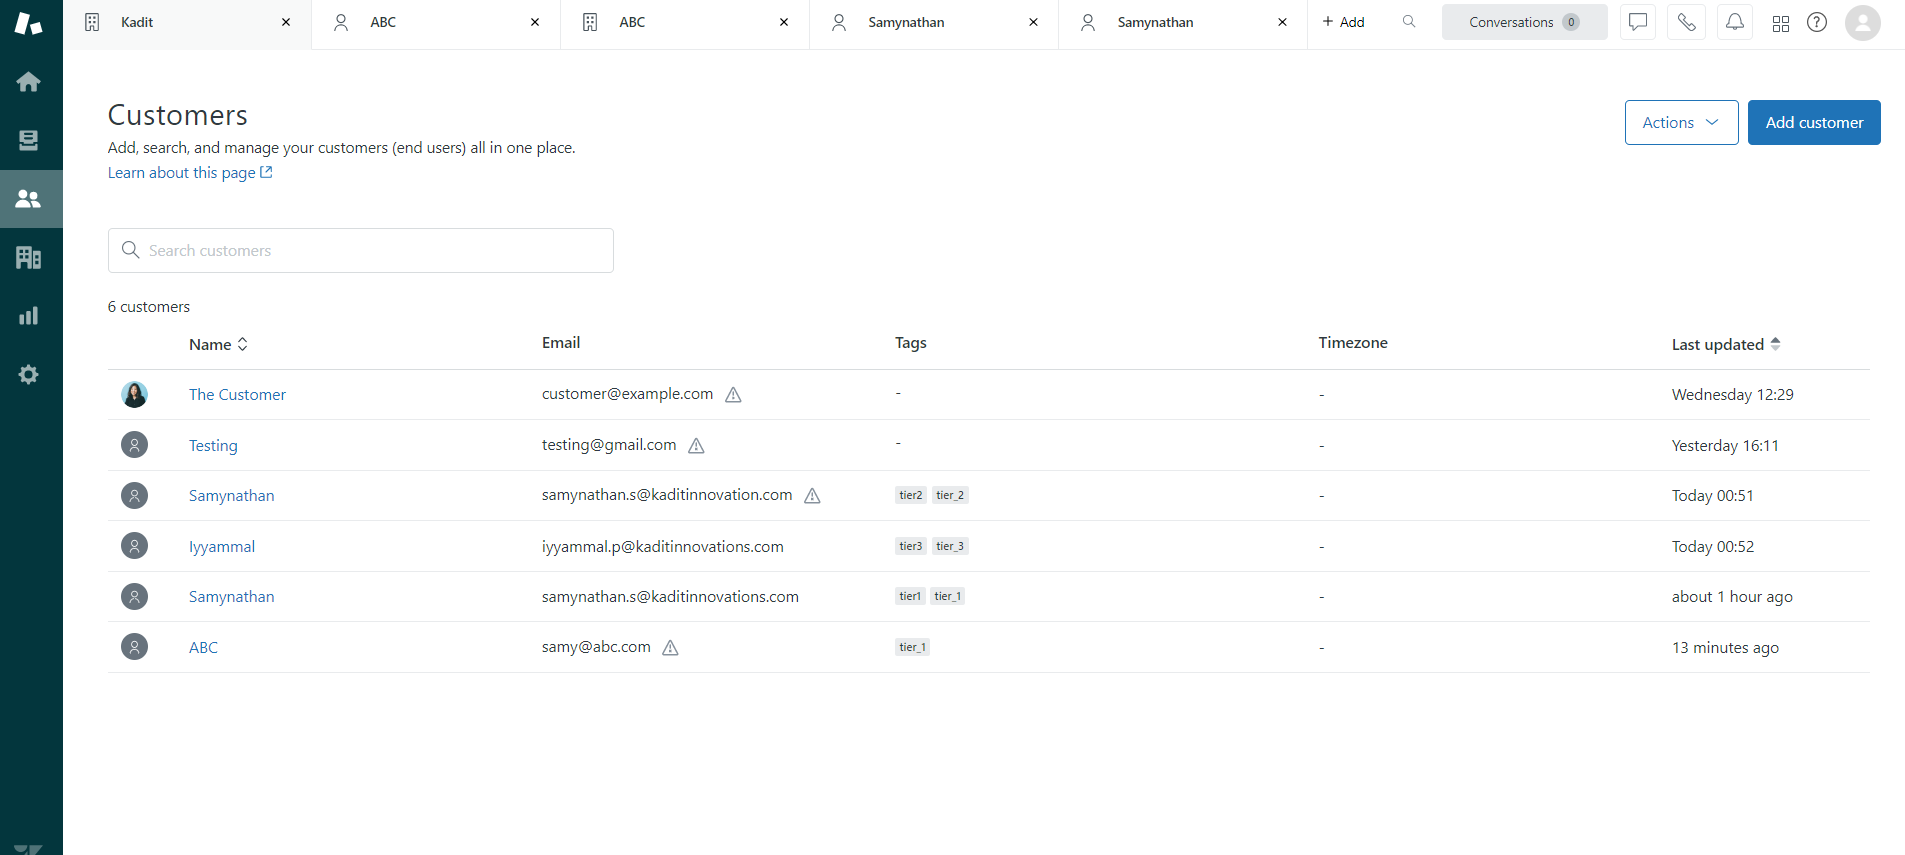 Kadit
ABC
ABC
Samynathan
Samynathan
+ Add
Conversations 0
Customers
Add, search, and manage your customers (end users) all in one place.
Learn about this page
Actions
Add customer
Search customers
6 customers
Name Email Tags Timezone Last updated
The Customer customer@example.com - - Wednesday 12:29
Testing testing@gmail.com - - Yesterday 16:11
Samynathan samynathan.s@kaditinnovation.com tier2 tier_2 - Today 00:51
Iyyammal iyyammal.p@kaditinnovations.com tier3 tier_3 - Today 00:52
Samynathan samynathan.s@kaditinnovations.com tier1 tier_1 - about 1 hour ago
ABC samy@abc.com tier_1 - 13 minutes ago